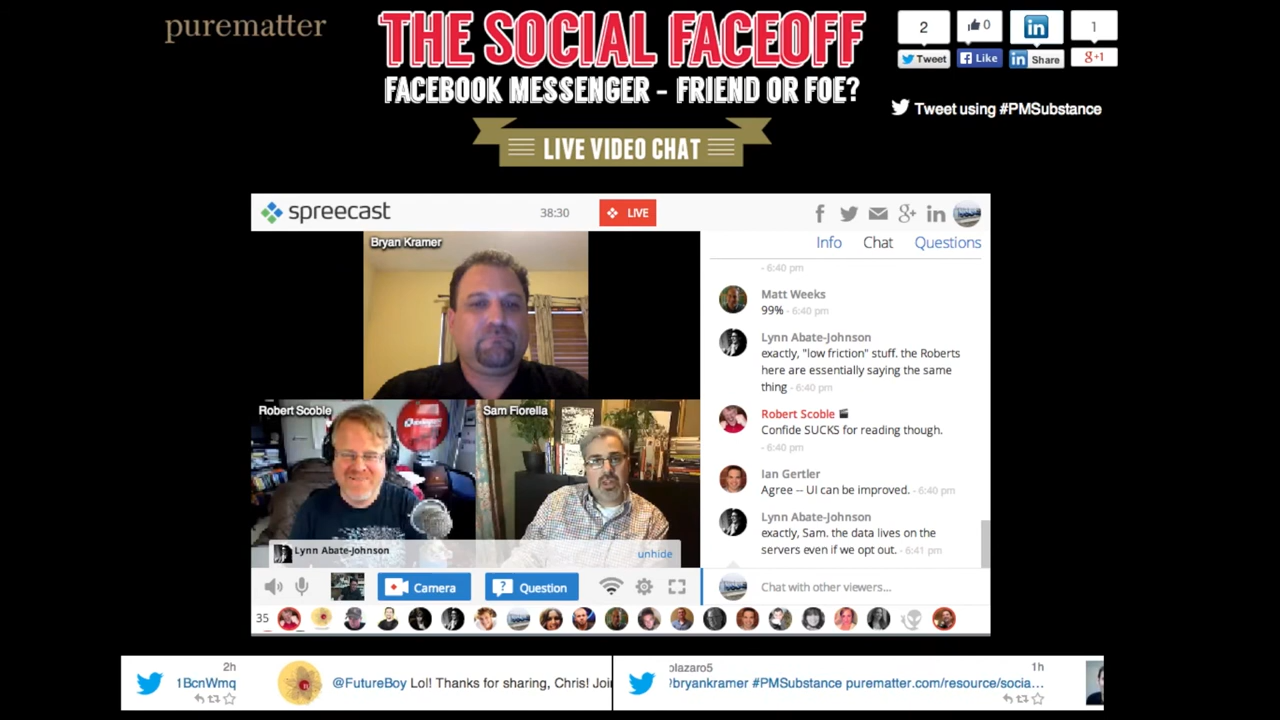 purematter
THE SOCIAL FACEOFF
FACEBOOK MESSENGER - FRIEND OR FOE?
LIVE VIDEO CHAT
2
0
1
Tweet
Like
Share
g+1
Tweet using #PMSubstance
spreecast
38:30
LIVE
Info
Chat
Questions
Bryan Kramer
Robert Scoble
Sam Fiorella
- 6:40 pm
Matt Weeks
99% - 6:40 pm
Lynn Abate-Johnson
exactly, "low friction" stuff. the Roberts
here are essentially saying the same
thing - 6:40 pm
Robert Scoble
Confide SUCKS for reading though.
- 6:40 pm
Ian Gertler
Agree -- UI can be improved. - 6:40 pm
Lynn Abate-Johnson
exactly, Sam. the data lives on the
servers even if we opt out. - 6:41 pm
Lynn Abate-Johnson
unhide
Camera
Question
Chat with other viewers...
35
2h
1BcnWmq
@FutureBoy Lol! Thanks for sharing, Chris! Joi
plazaro5
1h
bryankramer #PMSubstance purematter.com/resource/socia...